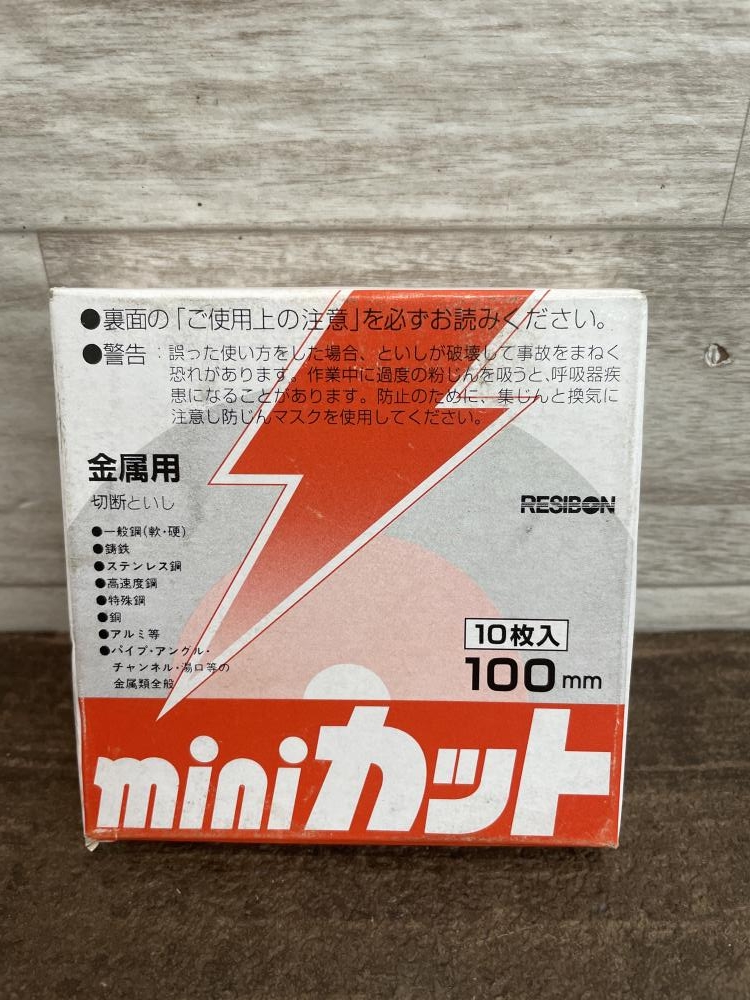 ●裏面の「ご使用上の注意」を必ずお読みください。
●警告：誤った使い方をした場合、といしが破壊して事故をまねく
恐れがあります。作業中に過度の粉じんを吸うと、呼吸器疾
患になることがあります。防止のために、集じんと換気に
注意し防じんマスクを使用してください。
金属用
切断といし
RESIBON
●一般鋼(軟・硬)
●鋳鉄
●ステンレス鋼
●高速度鋼
●特殊鋼
●銅
●アルミ等
●パイプ・アングル・
チャンネル・湯口等の
金属類全般
10枚入
100mm
miniカット